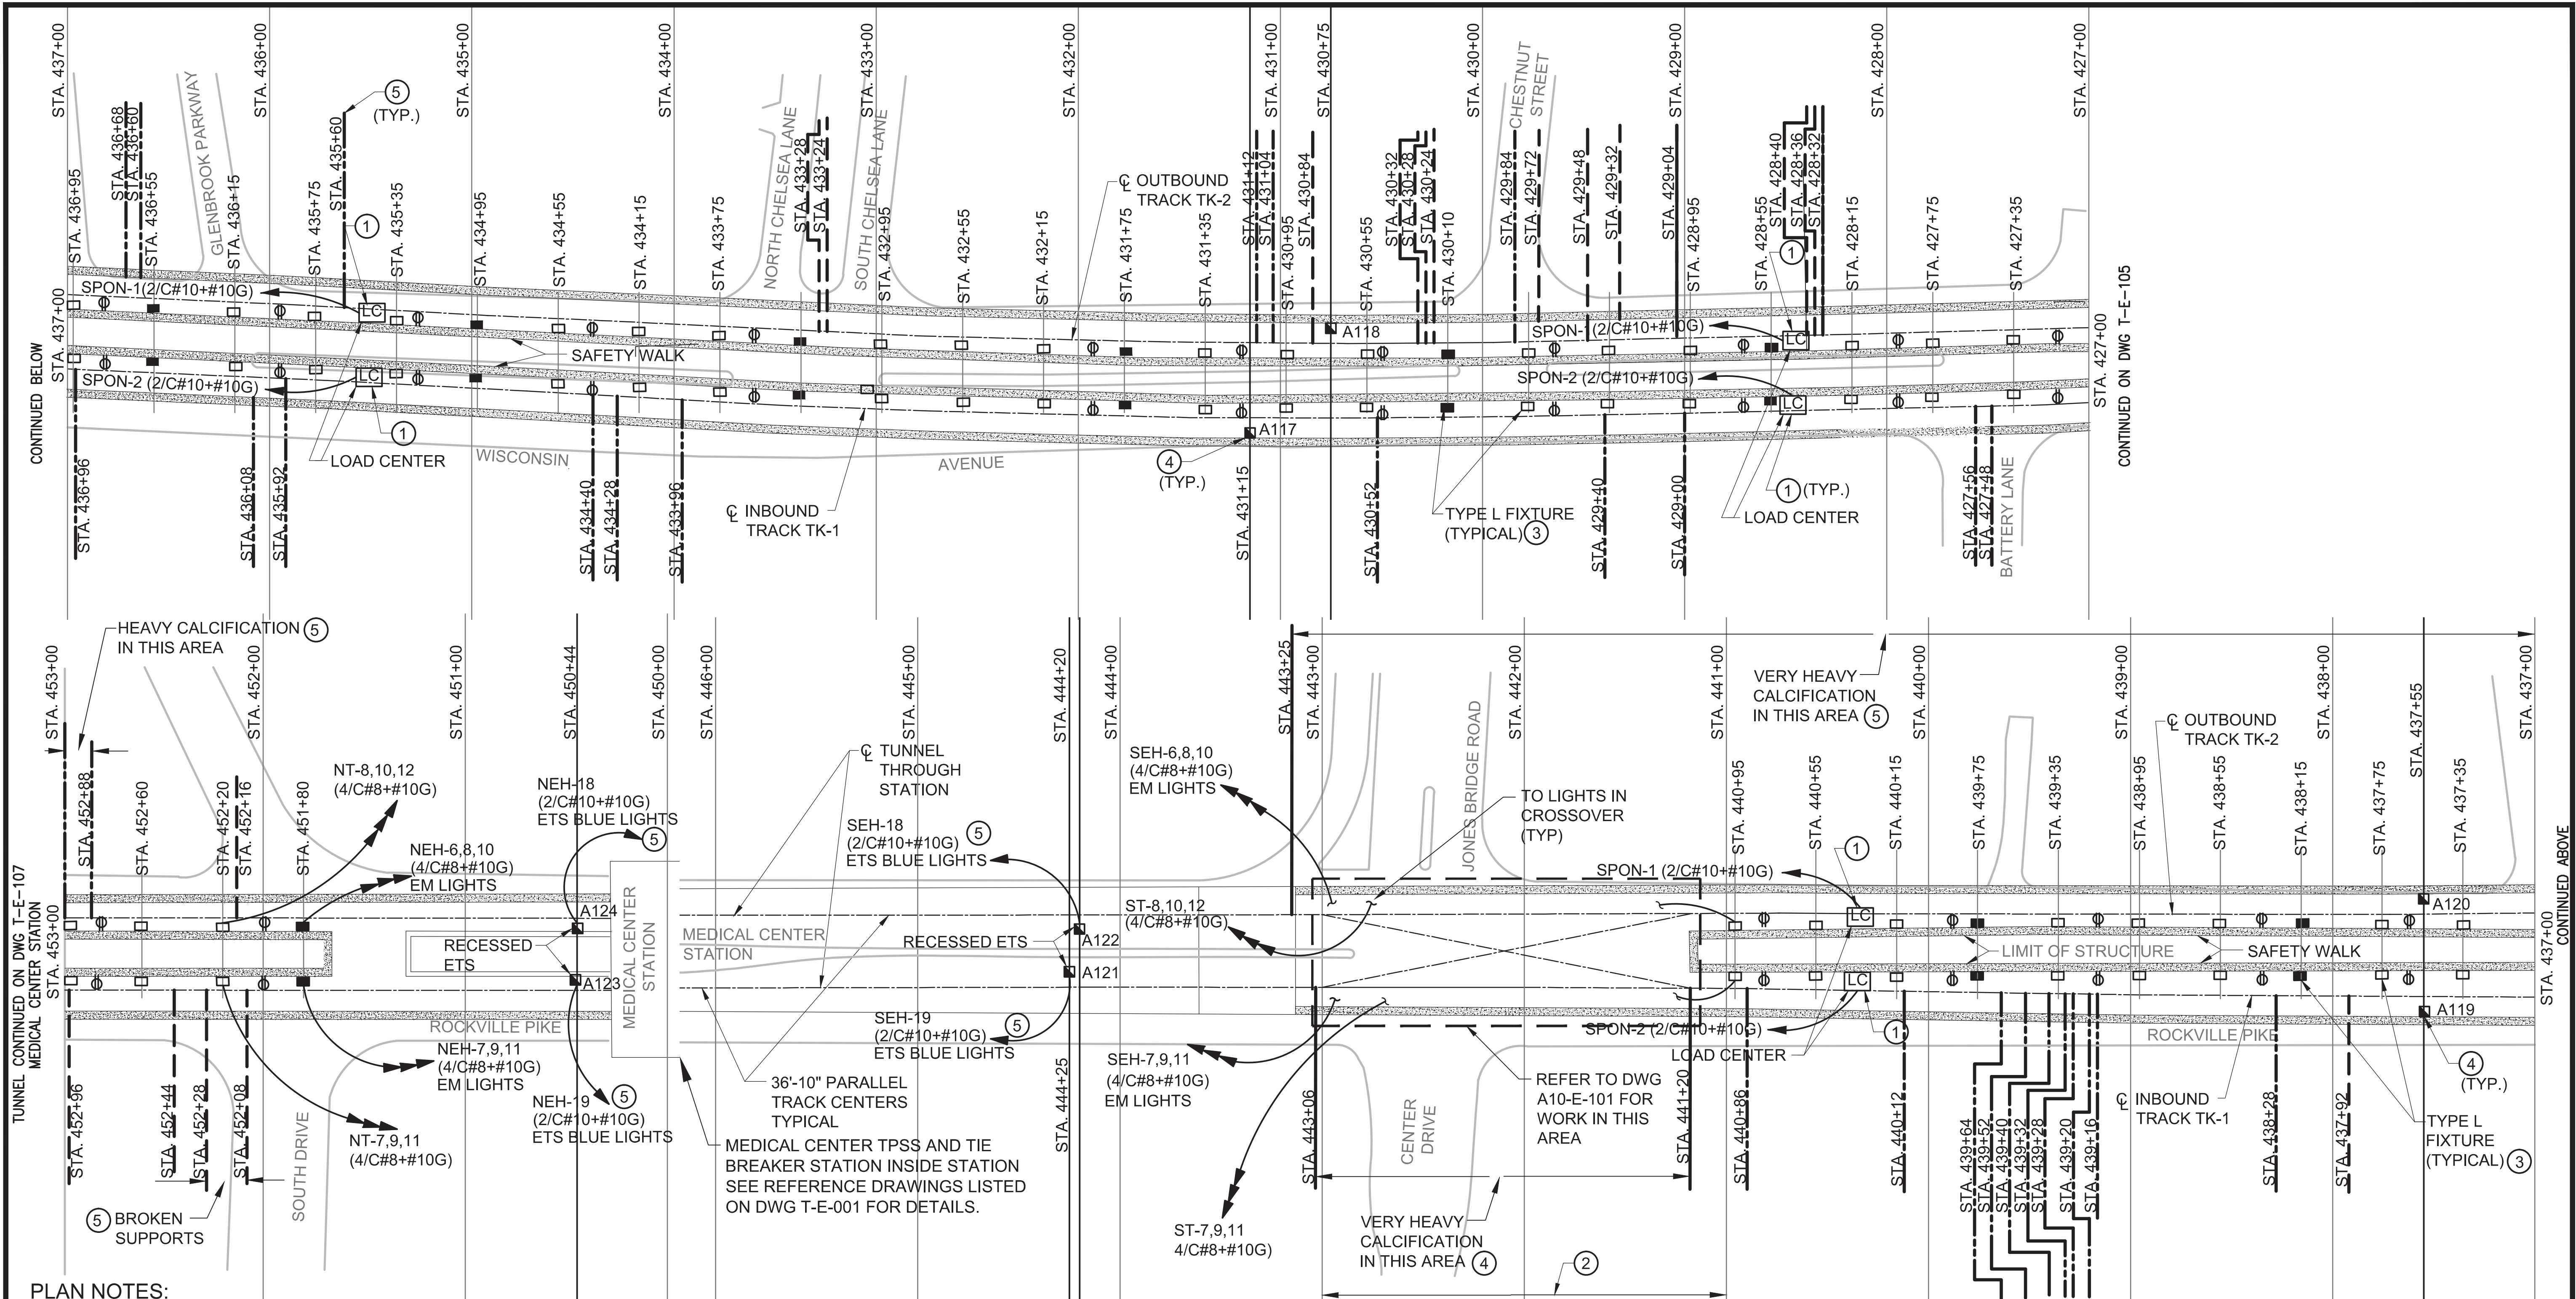 STA. 437+00
STA. 436+00
STA. 435+00
STA. 434+00
STA. 433+00
STA. 432+00
STA. 431+00
STA. 430+75
STA. 430+00
STA. 429+00
STA. 428+00
STA. 427+00
GLENBROOK PARKWAY
NORTH CHELSEA LANE
SOUTH CHELSEA LANE
CHESTNUT
STREET
5
(TYP.)
STA. 436+95
STA. 436+68
STA. 436+60
STA. 436+55
STA. 436+15
STA. 435+75
STA. 435+60
STA. 435+35
STA. 434+95
STA. 434+55
STA. 434+15
STA. 433+75
STA. 433+28
STA. 433+24
STA. 432+95
STA. 432+55
STA. 432+15
STA. 431+75
STA. 431+35
STA. 431+12
STA. 431+04
STA. 430+95
STA. 430+84
STA. 430+55
STA. 430+32
STA. 430+28
STA. 430+24
STA. 430+10
STA. 429+84
STA. 429+72
STA. 429+48
STA. 429+32
STA. 429+04
STA. 428+95
STA. 428+55
STA. 428+40
STA. 428+36
STA. 428+32
STA. 428+15
STA. 427+75
STA. 427+35
1
1
℄ OUTBOUND
TRACK TK-2
CONTINUED BELOW
STA. 437+00
SPON-1(2/C#10+#10G)
LC
SAFETY WALK
SPON-2 (2/C#10+#10G)
LC
1
A118
SPON-1 (2/C#10+#10G)
LC
SPON-2 (2/C#10+#10G)
LC
STA. 427+00
CONTINUED ON DWG T-E-105
LOAD CENTER
WISCONSIN
AVENUE
A117
4
(TYP.)
℄ INBOUND
TRACK TK-1
TYPE L FIXTURE
(TYPICAL) 3
1 (TYP.)
LOAD CENTER
BATTERY LANE
STA. 436+96
STA. 436+08
STA. 435+92
STA. 434+40
STA. 434+28
STA. 433+96
STA. 431+15
STA. 430+52
STA. 429+40
STA. 429+00
STA. 427+56
STA. 427+48
HEAVY CALCIFICATION 5
IN THIS AREA
STA. 453+00
STA. 452+00
STA. 451+00
STA. 450+44
STA. 450+00
STA. 446+00
STA. 445+00
STA. 444+20
STA. 444+00
STA. 443+25
STA. 443+00
STA. 442+00
STA. 441+00
STA. 440+00
STA. 439+00
STA. 438+00
STA. 437+55
STA. 437+00
VERY HEAVY
CALCIFICATION
IN THIS AREA 5
JONES BRIDGE ROAD
℄ OUTBOUND
TRACK TK-2
STA. 452+88
STA. 452+60
STA. 452+20
STA. 452+16
STA. 451+80
NT-8,10,12
(4/C#8+#10G)
NEH-6,8,10
(4/C#8+#10G)
EM LIGHTS
NEH-18
(2/C#10+#10G)
ETS BLUE LIGHTS
5
℄ TUNNEL
THROUGH
STATION
SEH-18
(2/C#10+#10G)
ETS BLUE LIGHTS
5
SEH-6,8,10
(4/C#8+#10G)
EM LIGHTS
TO LIGHTS IN
CROSSOVER
(TYP)
STA. 440+95
STA. 440+55
STA. 440+15
STA. 439+75
STA. 439+35
STA. 438+95
STA. 438+55
STA. 438+15
STA. 437+75
STA. 437+35
1
SPON-1 (2/C#10+#10G)
LC
TUNNEL CONTINUED ON DWG T-E-107
MEDICAL CENTER STATION
STA. 453+00
A124
RECESSED
ETS
A123
MEDICAL CENTER
STATION
MEDICAL CENTER
STATION
RECESSED ETS
A122
A121
ST-8,10,12
(4/C#8+#10G)
LIMIT OF STRUCTURE
SAFETY WALK
A120
STA. 437+00
CONTINUED ABOVE
LC
A119
SPON-2 (2/C#10+#10G)
1
LOAD CENTER
ROCKVILLE PIKE
ROCKVILLE PIKE
SEH-19
(2/C#10+#10G)
ETS BLUE LIGHTS
5
NEH-7,9,11
(4/C#8+#10G)
EM LIGHTS
NEH-19
(2/C#10+#10G)
ETS BLUE LIGHTS
5
NT-7,9,11
(4/C#8+#10G)
36'-10" PARALLEL
TRACK CENTERS
TYPICAL
MEDICAL CENTER TPSS AND TIE
BREAKER STATION INSIDE STATION
SEE REFERENCE DRAWINGS LISTED
ON DWG T-E-001 FOR DETAILS.
STA. 444+25
SEH-7,9,11
(4/C#8+#10G)
EM LIGHTS
ST-7,9,11
4/C#8+#10G)
CENTER
DRIVE
REFER TO DWG
A10-E-101 FOR
WORK IN THIS
AREA
VERY HEAVY
CALCIFICATION
IN THIS AREA 4
2
℄ INBOUND
TRACK TK-1
4
(TYP.)
TYPE L
FIXTURE
(TYPICAL) 3
STA. 452+96
STA. 452+44
STA. 452+28
STA. 452+08
SOUTH DRIVE
5 BROKEN
SUPPORTS
STA. 443+06
STA. 441+20
STA. 440+86
STA. 440+12
STA. 439+64
STA. 439+52
STA. 439+40
STA. 439+32
STA. 439+28
STA. 439+20
STA. 439+16
STA. 438+28
STA. 437+92
PLAN NOTES: